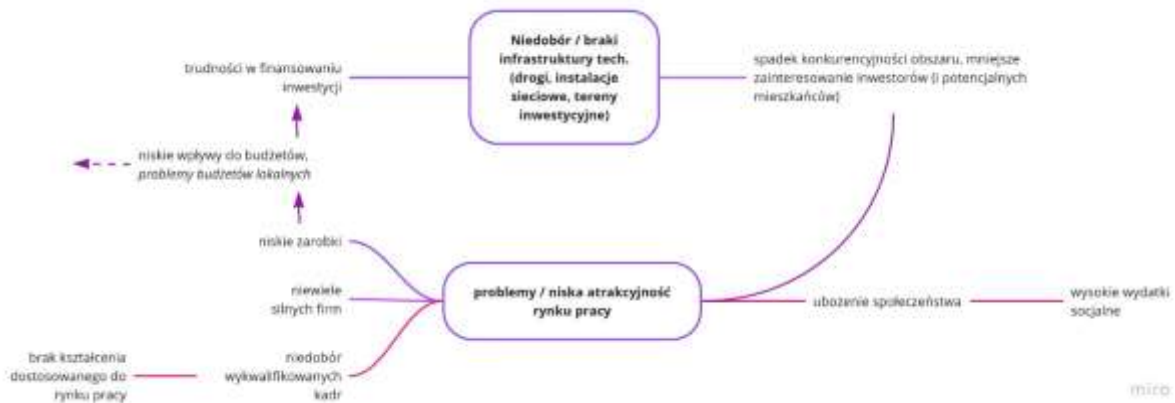 Niedobór / braki
infrastruktury tech.
(drogi, instalacje
sieciowe, tereny
inwestycyjne)
trudności w finansowaniu
inwestycji
spadek konkurencyjności obszaru, mniejsze
zainteresowanie inwestorów (i potencjalnych
mieszkańców)
niskie wpływy do budżetów,
problemy budżetów lokalnych
niskie zarobki
niewiele
silnych firm
problemy / niska atrakcyjność
rynku pracy
ubożenie społeczeństwa
wysokie wydatki
socjalne
brak kształcenia
dostosowanego do
rynku pracy
niedobór
wykwalifikowanych
kadr
miro